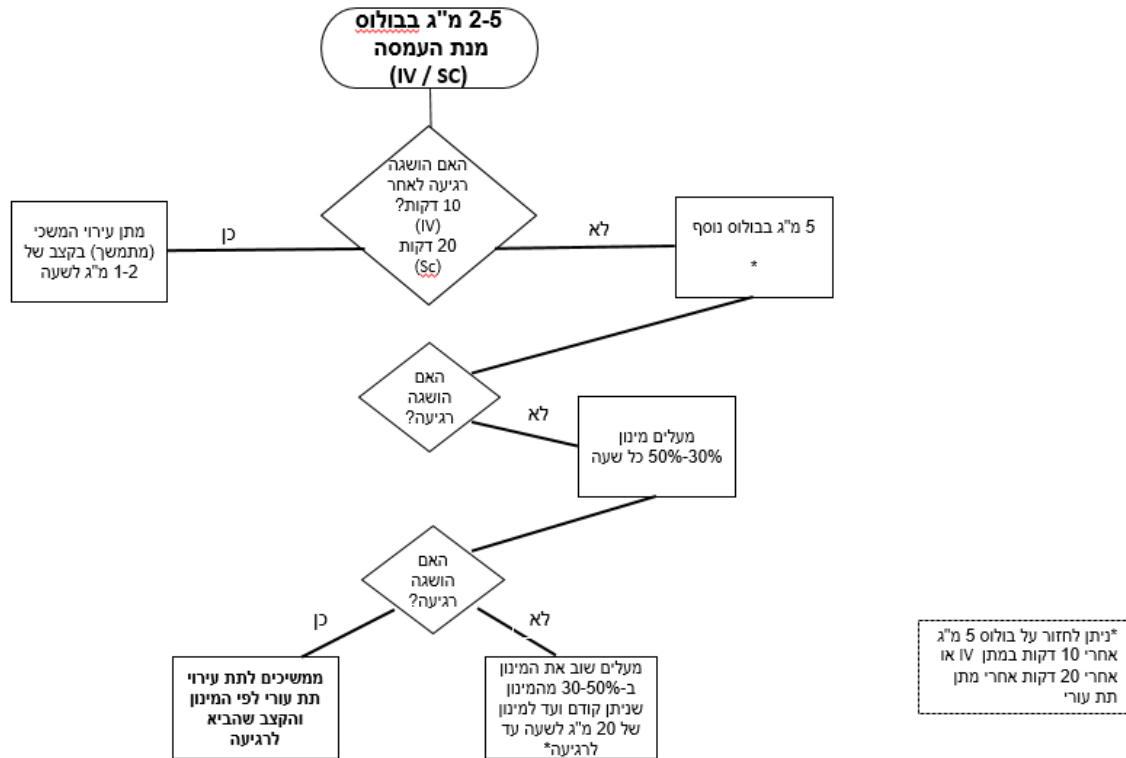 2-5 מ"ג בבולוס
מנת העמסה
(IV / SC)
האם הושגה
רגיעה לאחר
10 דקות?
(IV)
20 דקות
(Sc)
כן
מתן עירוי המשכי
(מתמשך) בקצב של
1-2 מ"ג לשעה
לא
5 מ"ג בבולוס נוסף
*
האם
הושגה
רגיעה?
לא
מעלים מינון
30%-50% כל שעה
האם
הושגה
רגיעה?
כן
ממשיכים לתת עירוי
תת עורי לפי המינון
והקצב שהביא
לרגיעה
לא
מעלים שוב את המינון
ב-30-50% מהמינון
שניתן קודם ועד למינון
של 20 מ"ג לשעה עד
לרגיעה*
*ניתן לחזור על בולוס 5 מ"ג
אחרי 10 דקות במתן IV או
אחרי 20 דקות אחרי מתן
תת עורי